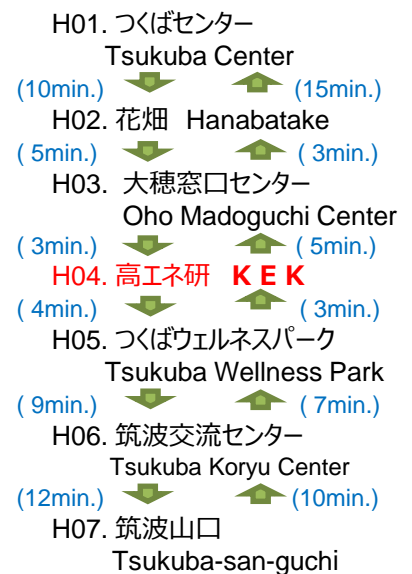 H01. つくばセンター
Tsukuba Center
(10min.) (15min.)
H02. 花畑 Hanabatake
( 5min.) ( 3min.)
H03. 大穂窓口センター
Oho Madoguchi Center
( 3min.) ( 5min.)
H04. 高エネ研 K E K
( 4min.) ( 3min.)
H05. つくばウェルネスパーク
Tsukuba Wellness Park
( 9min.) ( 7min.)
H06. 筑波交流センター
Tsukuba Koryu Center
(12min.) (10min.)
H07. 筑波山口
Tsukuba-san-guchi